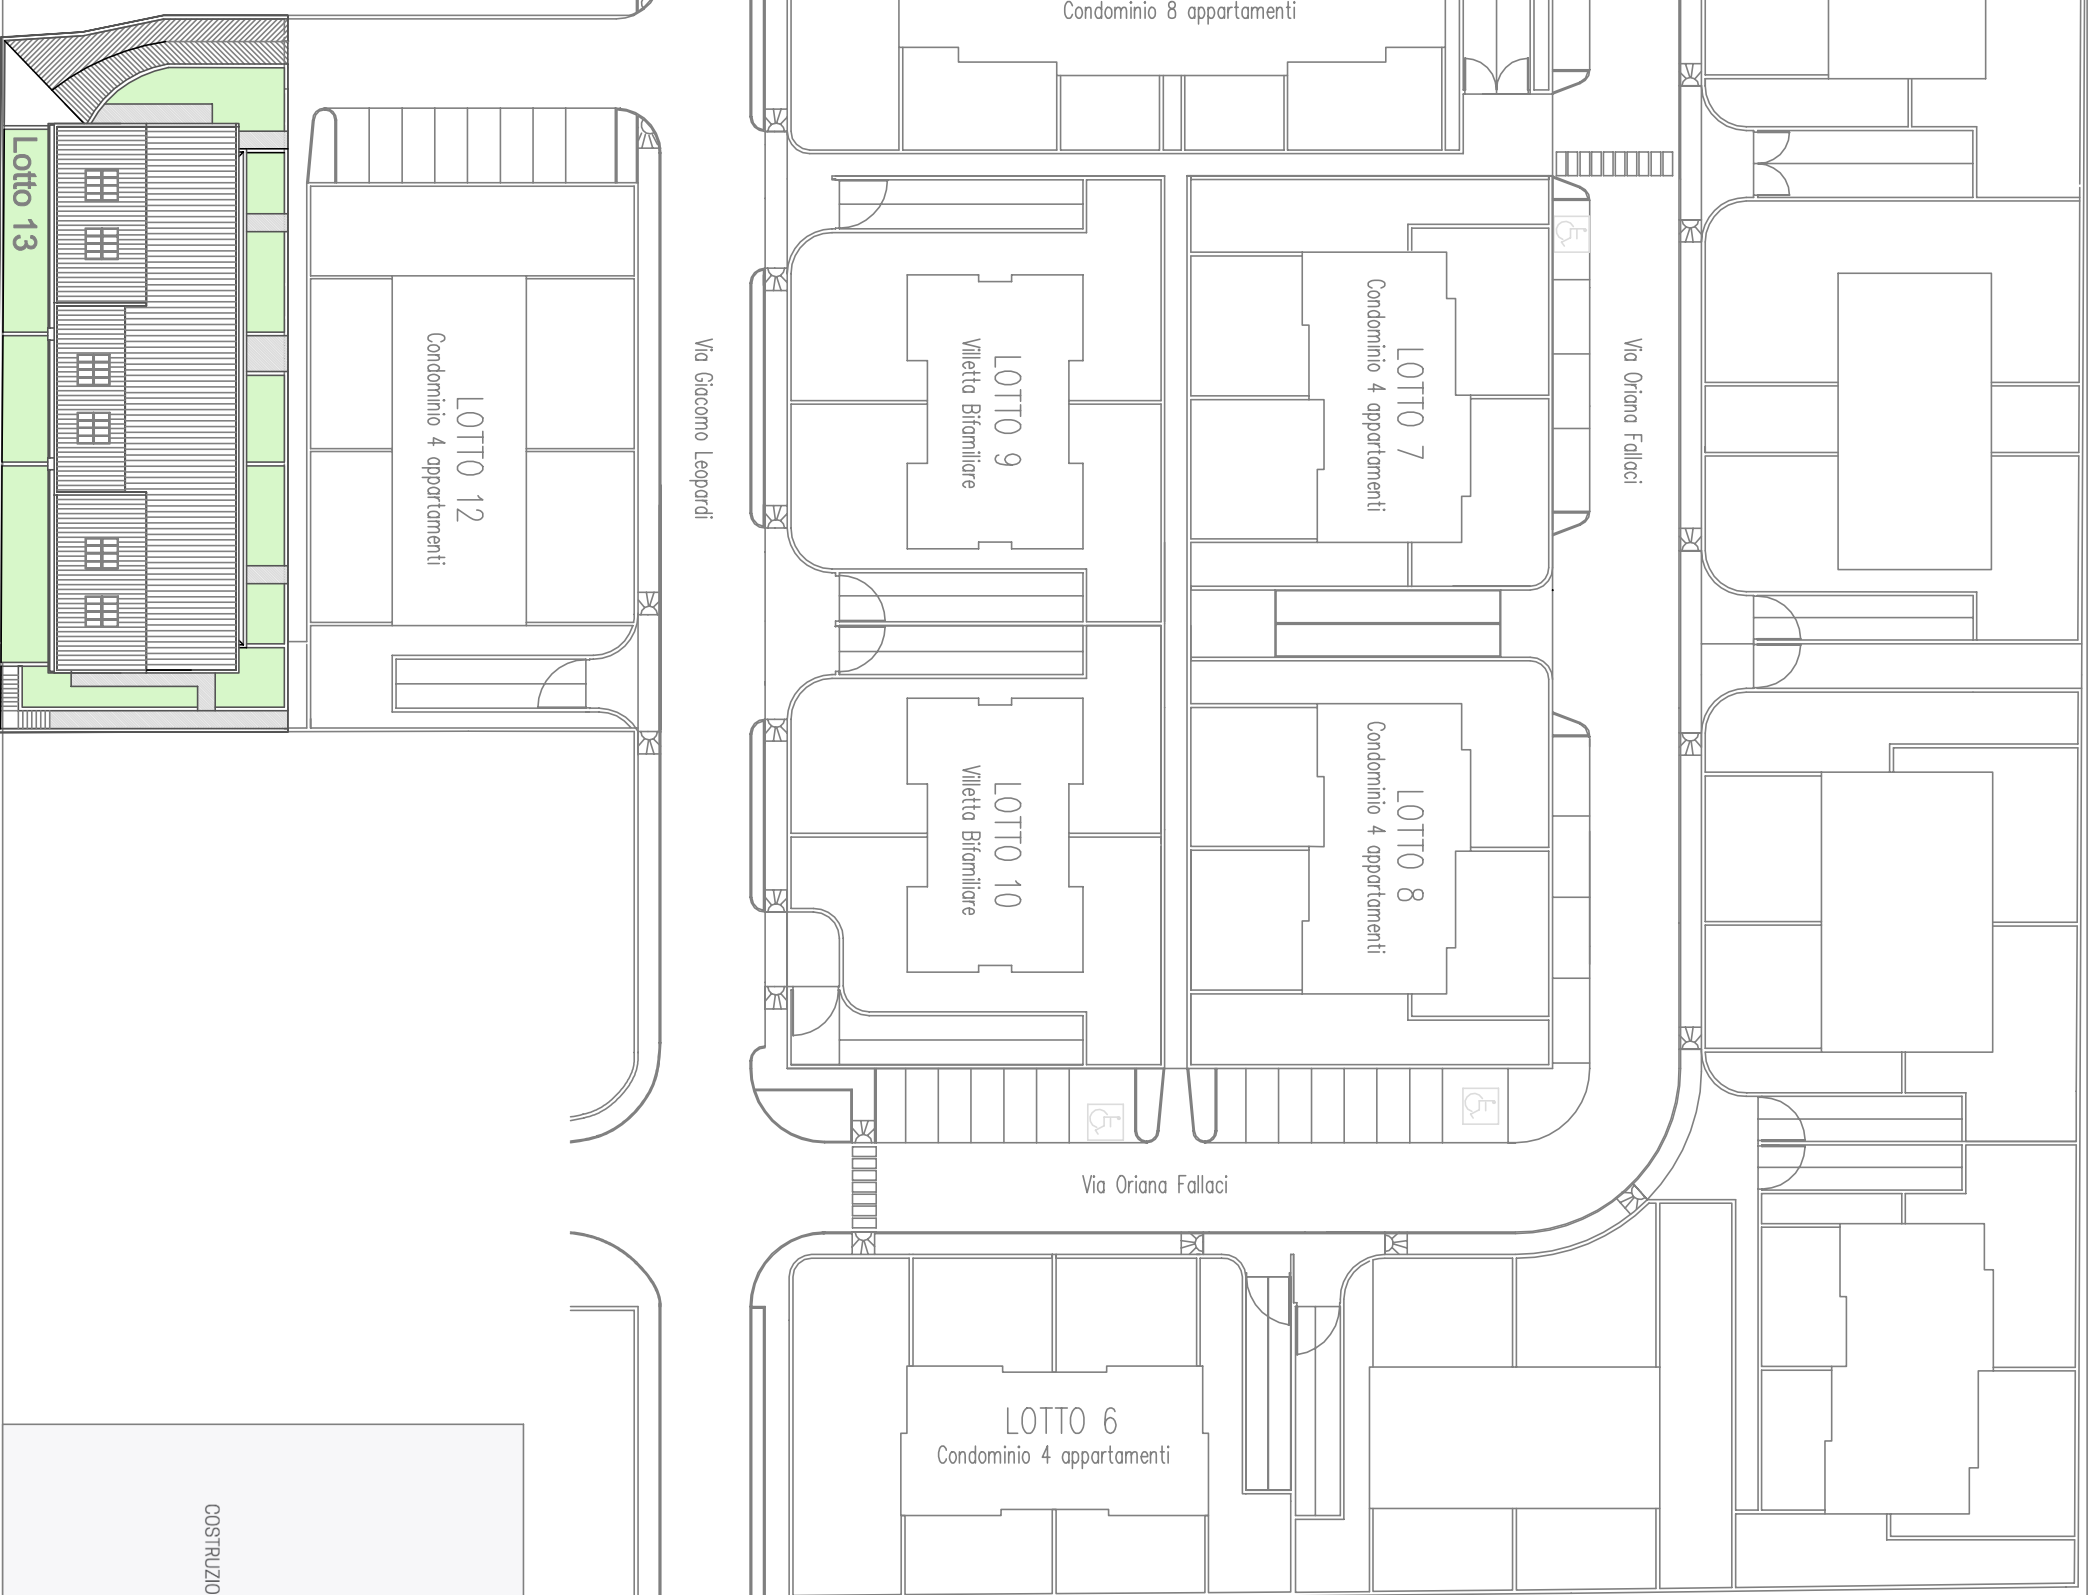 Condominio 8 appartamenti
Lotto 13
LOTTO 12
Condominio 4 appartamenti
Via Giacomo Leopardi
LOTTO 9
Villetta Bifamiliare
LOTTO 7
Condominio 4 appartamenti
Via Oriana Fallaci
LOTTO 10
Villetta Bifamiliare
LOTTO 8
Condominio 4 appartamenti
Via Oriana Fallaci
LOTTO 6
Condominio 4 appartamenti
COSTRUZIO